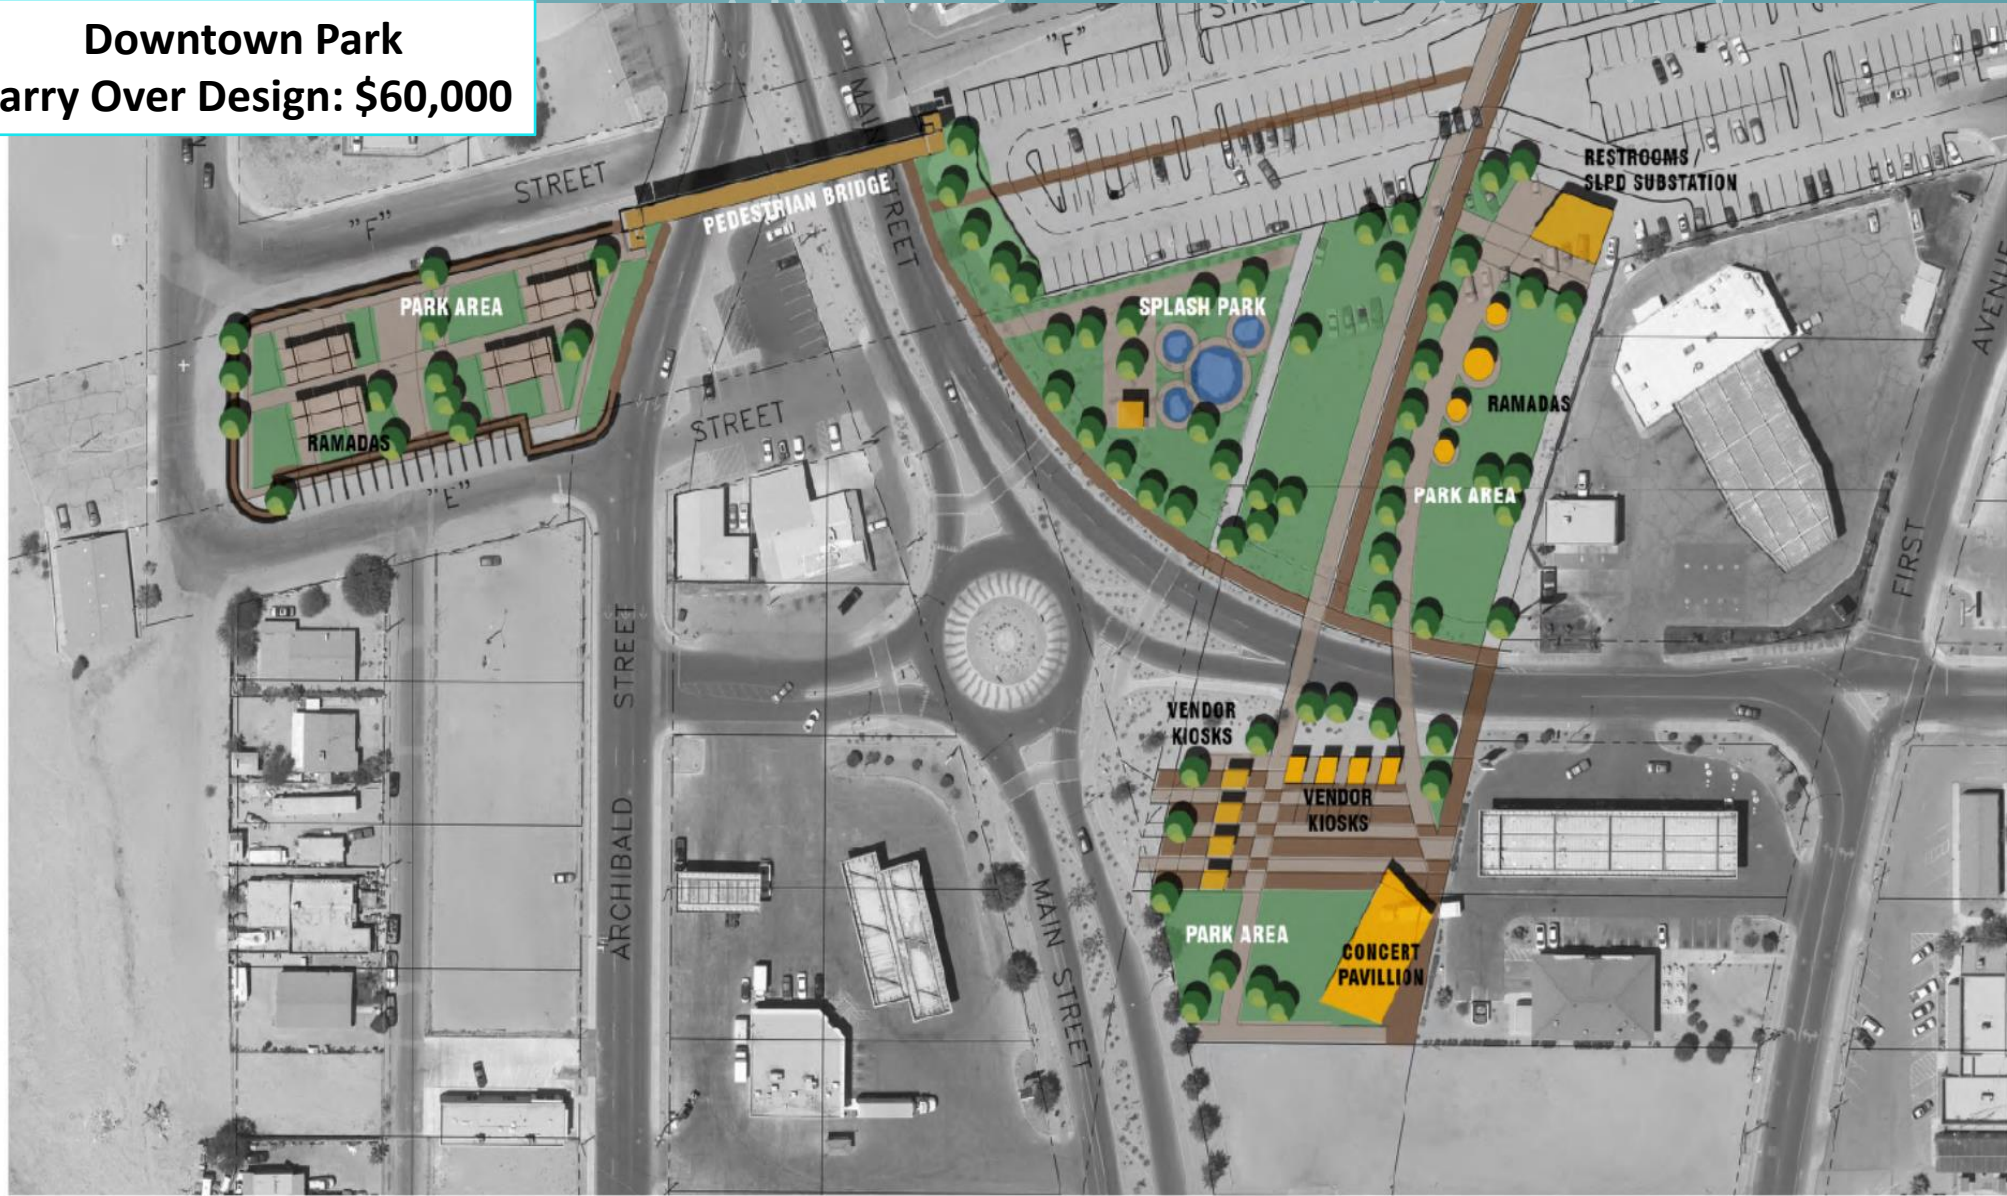 Downtown Park
arry Over Design: $60,000
"F"
MAIN
STREET
STREET
"F"
PEDESTRIAN BRIDGE
RESTROOMS /
SLPD SUBSTATION
PARK AREA
SPLASH PARK
AVENUE
STREET
RAMADAS
RAMADAS
"E"
PARK AREA
FIRST
ARCHIBALD STREET
VENDOR
KIOSKS
VENDOR
KIOSKS
MAIN STREET
PARK AREA
CONCERT
PAVILLION